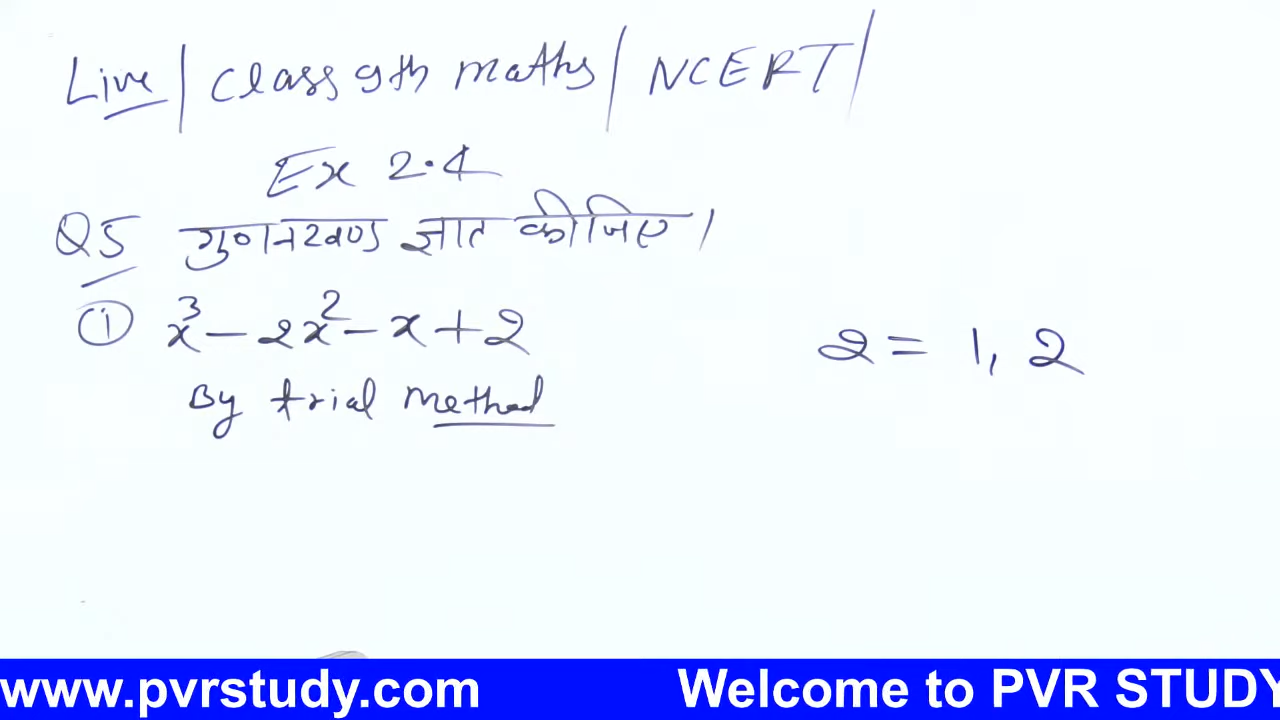 Live / Class 9th maths / NCERT /
Ex 2.4
Q5 गुणनखण्ड ज्ञात कीजिए।
① x³ - 2x² - x + 2
2 = 1, 2
By trial Method
www.pvrstudy.com Welcome to PVR STUDY